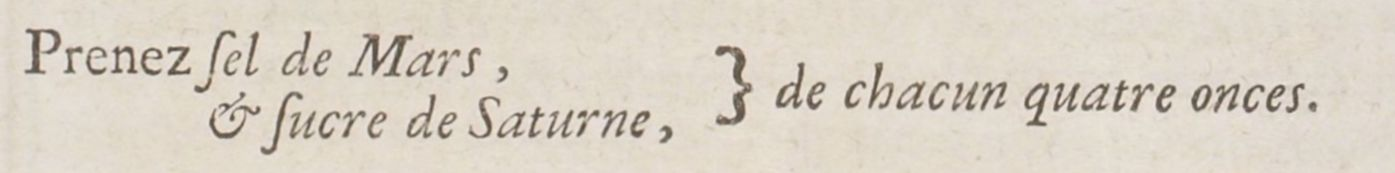 Prenez ſel de Mars,
& ſucre de Saturne, } de chacun quatre onces.